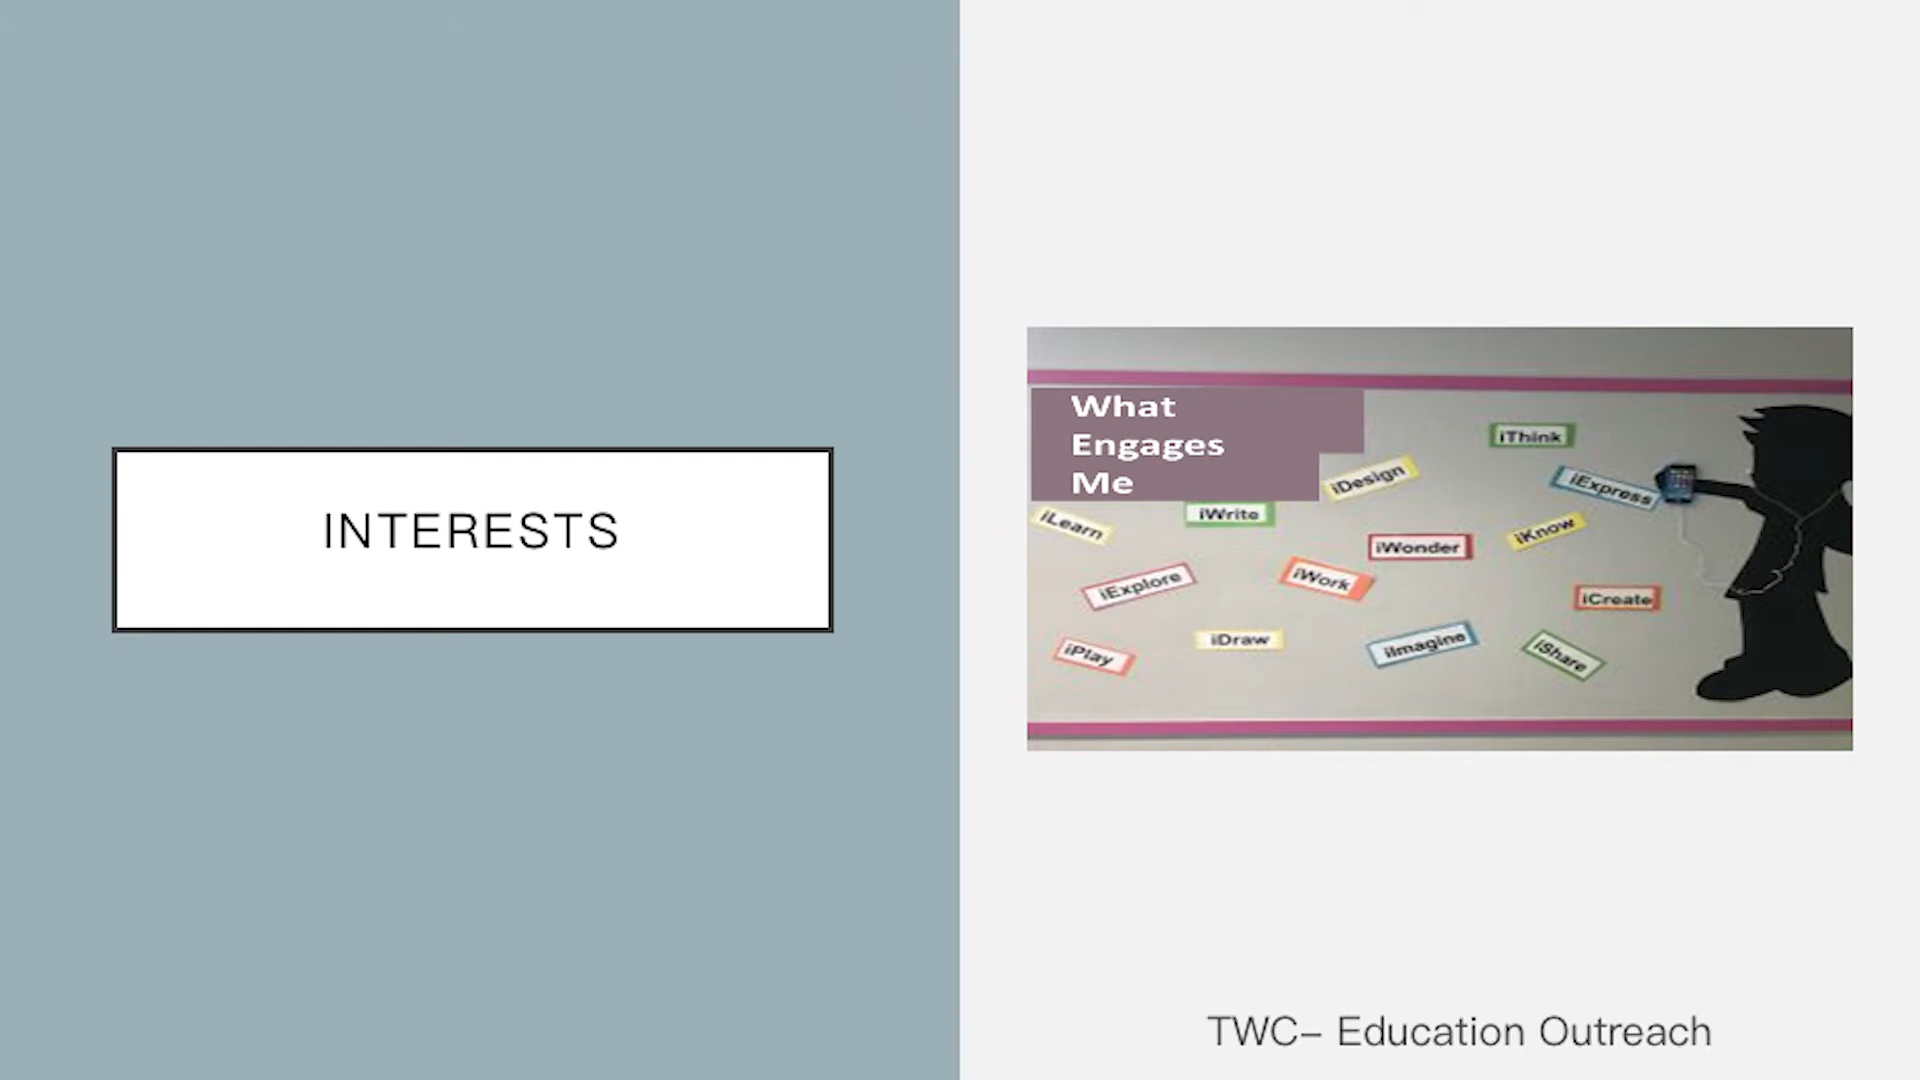 INTERESTS
What
Engages
Me
iThink
iDesign
iExpress
iLearn
iWrite
iWonder
iKnow
iExplore
iWork
iCreate
iPlay
iDraw
iImagine
iShare
TWC– Education Outreach